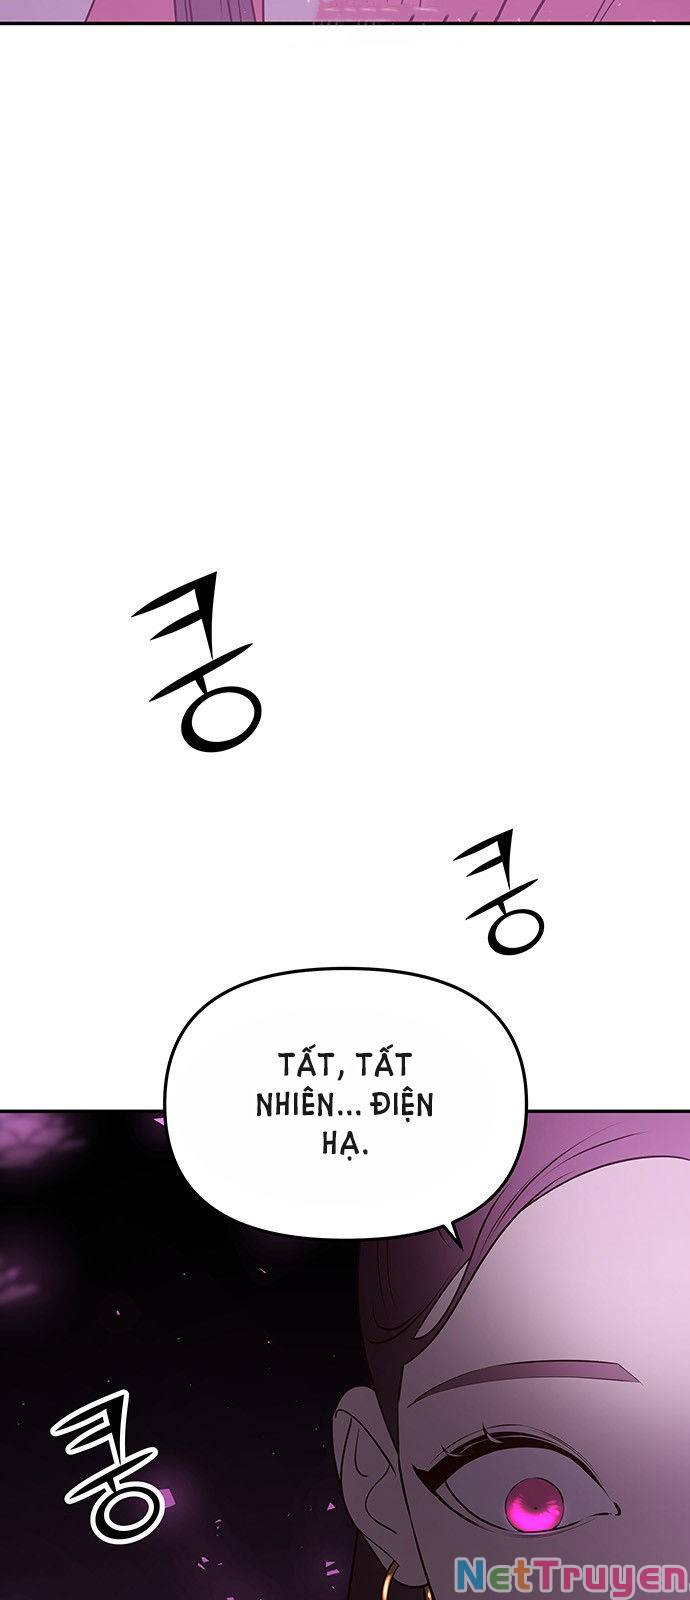 쿵
쿵
TẤT, TẤT
NHIÊN... ĐIỆN
HẠ.
쿵
NetTruyen